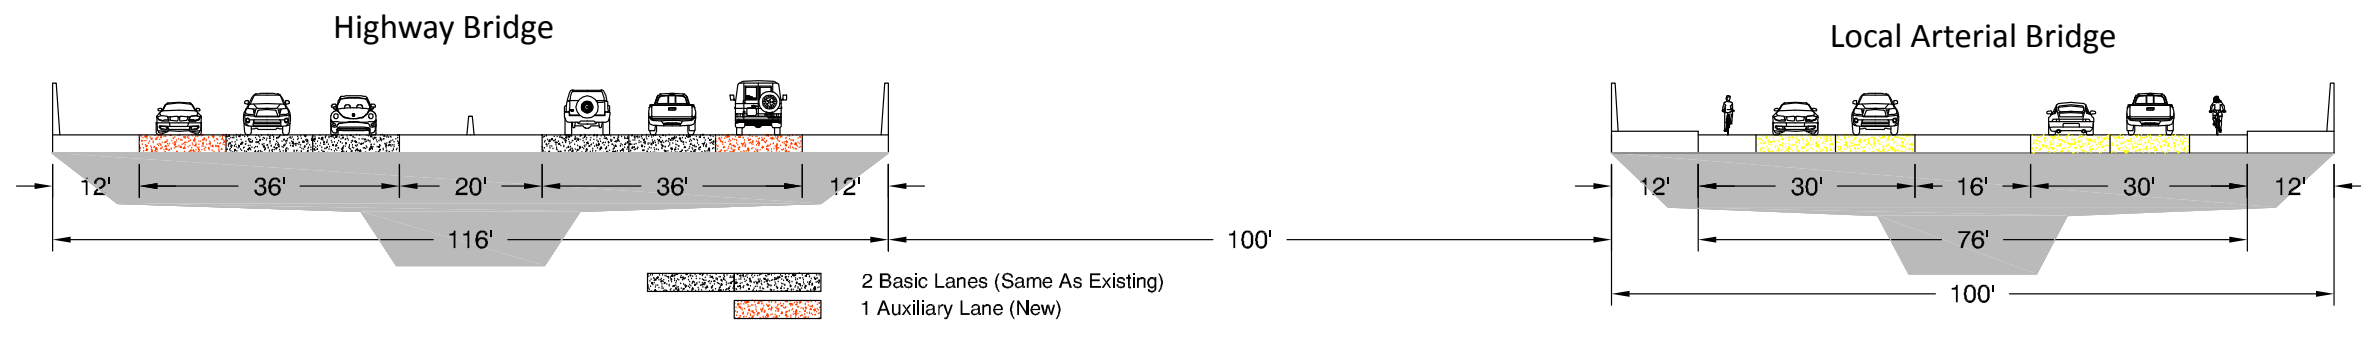 Highway Bridge
Local Arterial Bridge
12' 36' 20' 36' 12'
12' 30' 16' 30' 12'
116' 100' 76'
100'
2 Basic Lanes (Same As Existing)
1 Auxiliary Lane (New)